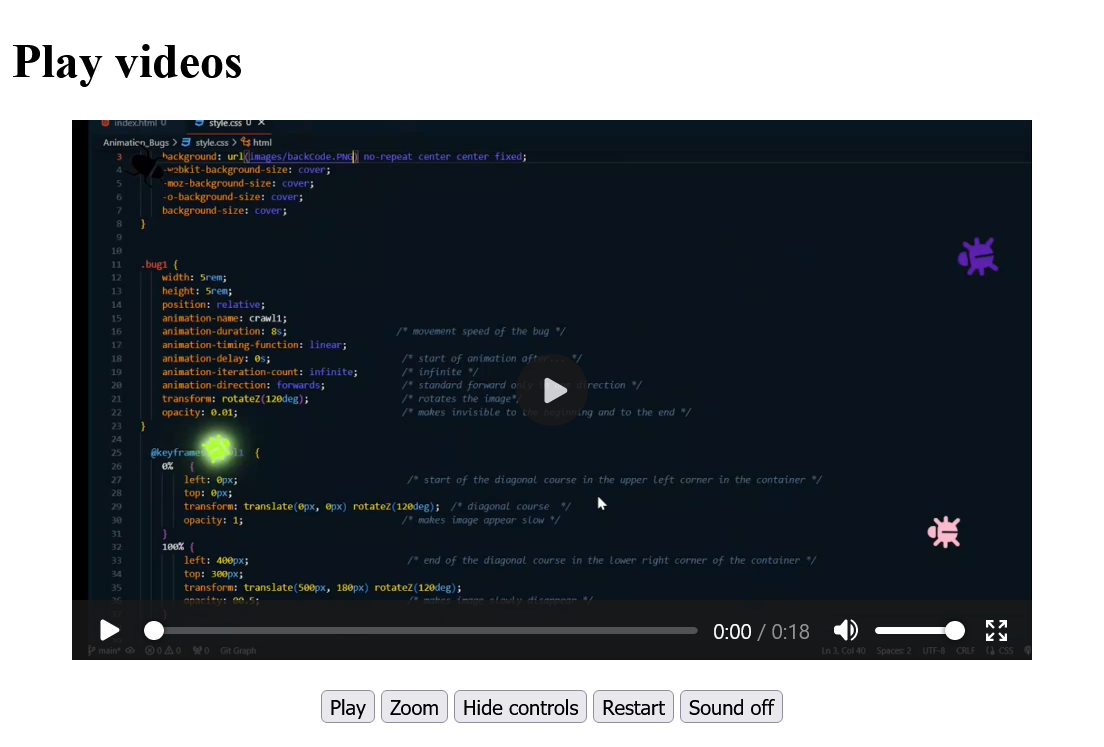 Play videos
index.html U style.css U
Animation_Bugs > style.css > html
3 background: url(images/backCode.PNG) no-repeat center center fixed;
4 -webkit-background-size: cover;
5 -moz-background-size: cover;
6 -o-background-size: cover;
7 background-size: cover;
8 }
9
10
11 .bug1 {
12 width: 5rem;
13 height: 5rem;
14 position: relative;
15 animation-name: crawl1;
16 animation-duration: 8s; /* movement speed of the bug */
17 animation-timing-function: linear;
18 animation-delay: 0s; /* start of animation after... */
19 animation-iteration-count: infinite; /* infinite */
20 animation-direction: forwards; /* standard forward direction */
21 transform: rotateZ(120deg); /* rotates the image*/
22 opacity: 0.01; /* makes invisible to the beginning and to the end */
23 }
24
25 @keyframes {
26 0% {
27 left: 0px; /* start of the diagonal course in the upper left corner in the container */
28 top: 0px;
29 transform: translate(0px, 0px) rotateZ(120deg); /* diagonal course */
30 opacity: 1; /* makes image appear slow */
31 }
32 100% {
33 left: 400px; /* end of the diagonal course in the lower right corner of the container */
34 top: 300px;
35 transform: translate(500px, 180px) rotateZ(120deg);
36 opacity: 00.5; /* makes image slowly disappear */
0:00 / 0:18
main* 0 0 0 Git Graph Ln 3, Col 40 Spaces: 2 UTF-8 CRLF CSS
Play Zoom Hide controls Restart Sound off